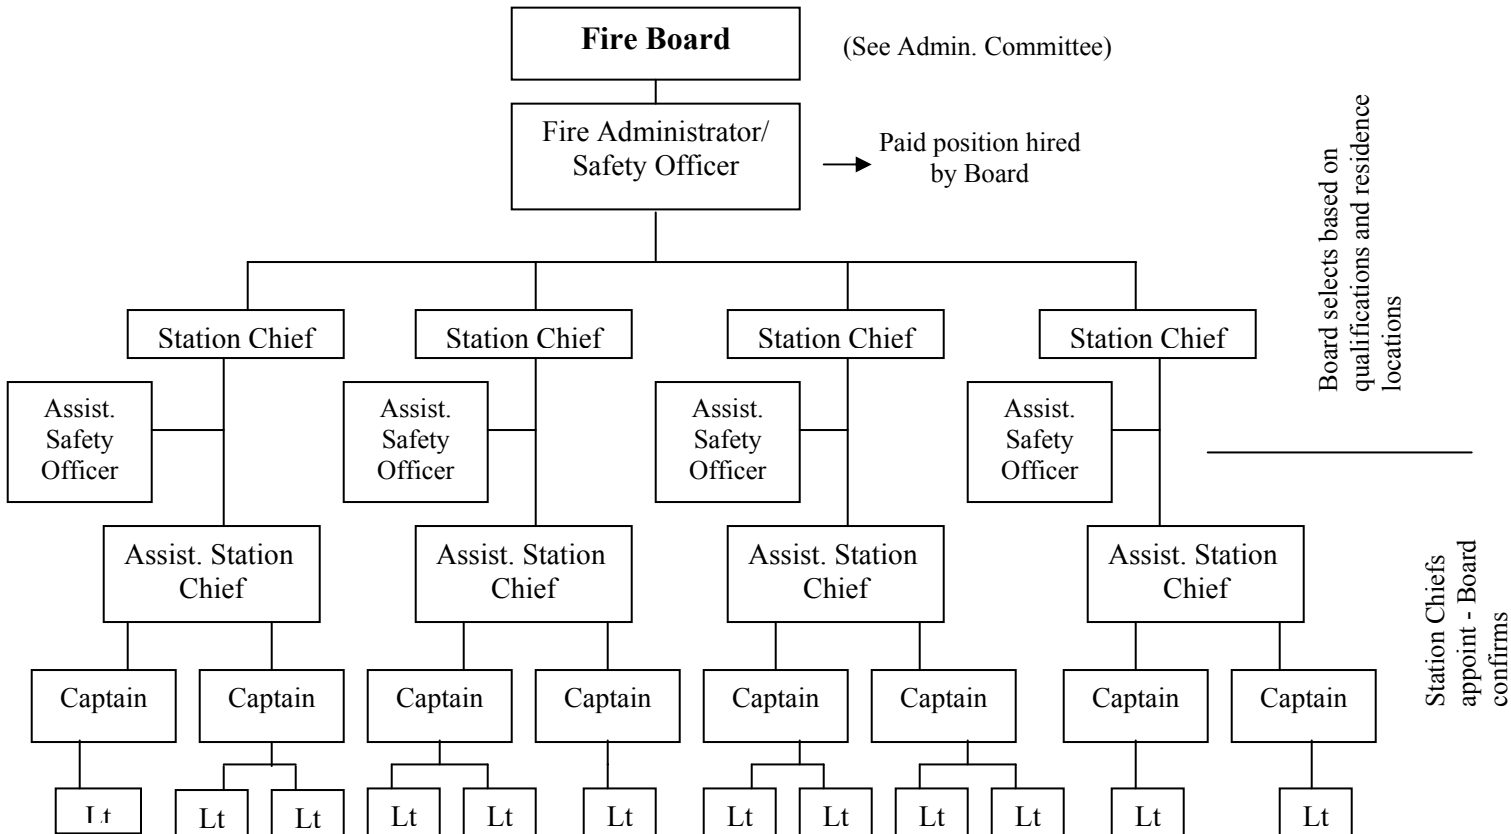 Fire Board
(See Admin. Committee)
Fire Administrator/
Safety Officer
Paid position hired
by Board
Board selects based on
qualifications and residence
locations
Station Chief
Station Chief
Station Chief
Station Chief
Assist.
Safety
Officer
Assist.
Safety
Officer
Assist.
Safety
Officer
Assist.
Safety
Officer
Station Chiefs
appoint - Board
confirms
Assist. Station
Chief
Assist. Station
Chief
Assist. Station
Chief
Assist. Station
Chief
Captain
Captain
Captain
Captain
Captain
Captain
Captain
Captain
Lt
Lt
Lt
Lt
Lt
Lt
Lt
Lt
Lt
Lt
Lt
Lt